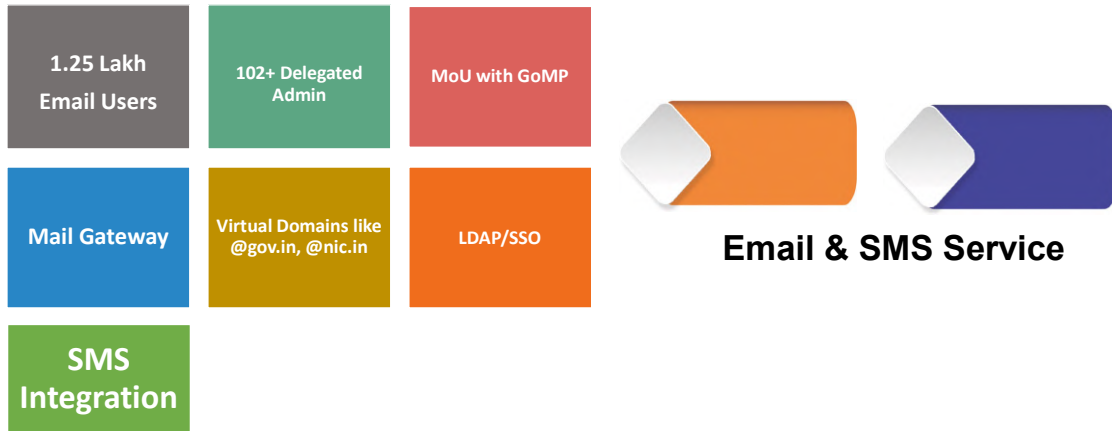 1.25 Lakh
Email Users
102+ Delegated
Admin
MoU with GoMP
Mail Gateway
Virtual Domains like
@gov.in, @nic.in
LDAP/SSO
SMS
Integration
Email & SMS Service